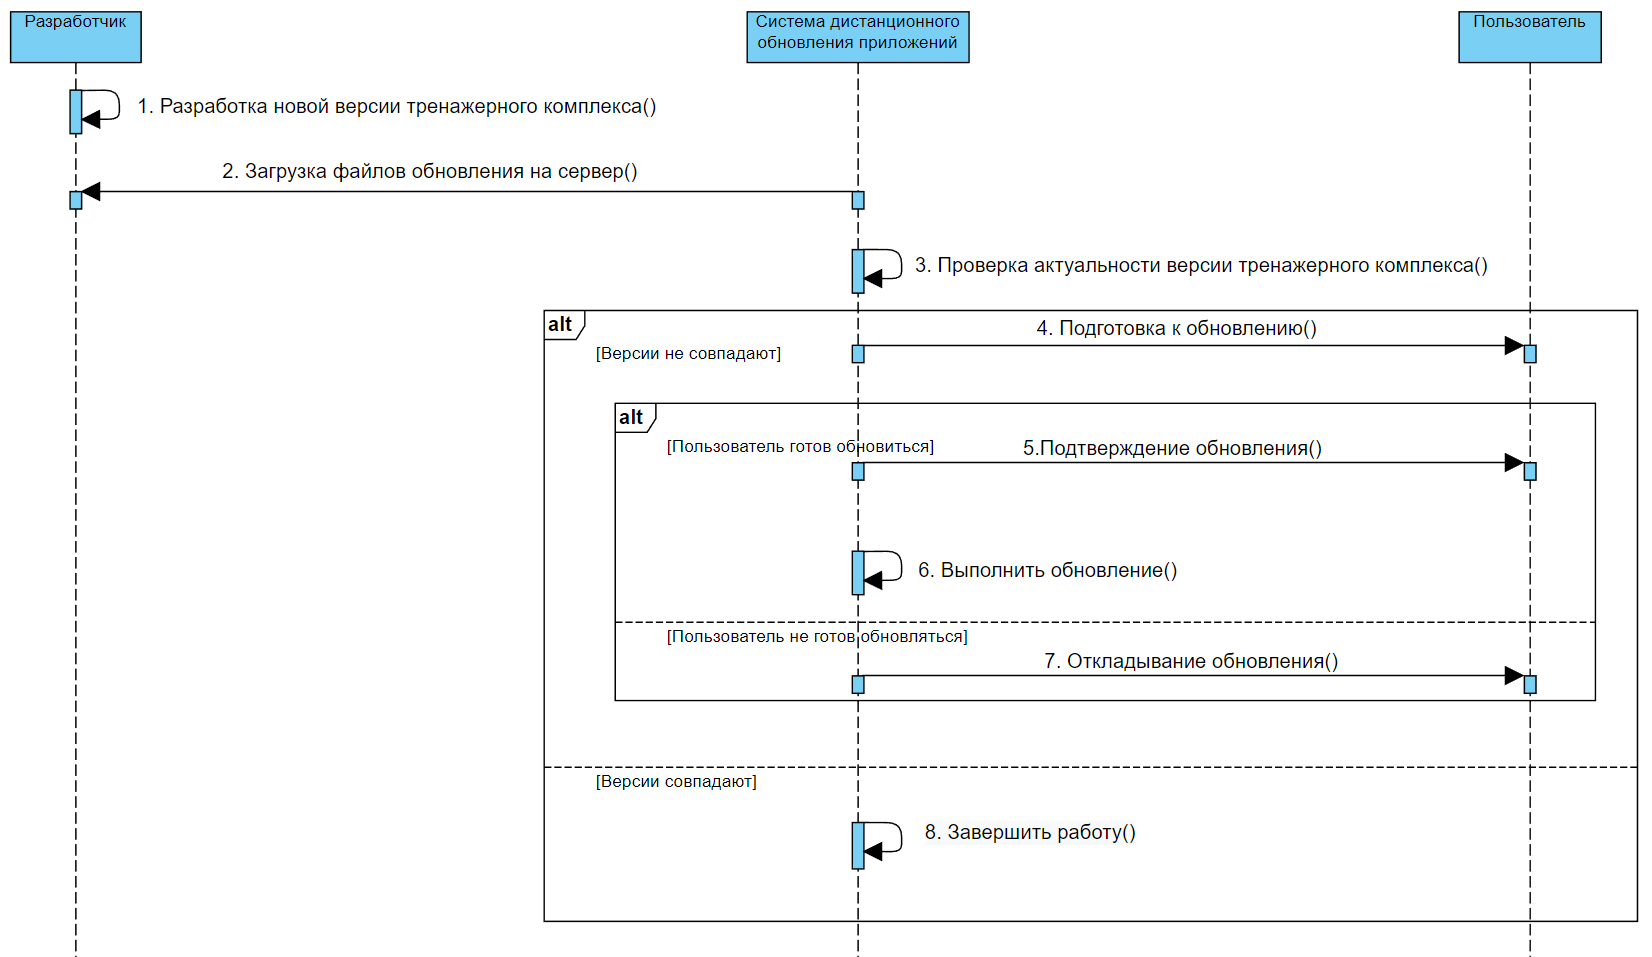 Разработчик
Система дистанционного
обновления приложений
Пользователь
1. Разработка новой версии тренажерного комплекса()
2. Загрузка файлов обновления на сервер()
3. Проверка актуальности версии тренажерного комплекса()
alt
4. Подготовка к обновлению()
[Версии не совпадают]
alt
[Пользователь готов обновиться]
5.Подтверждение обновления()
6. Выполнить обновление()
[Пользователь не готов обновляться]
7. Откладывание обновления()
[Версии совпадают]
8. Завершить работу()